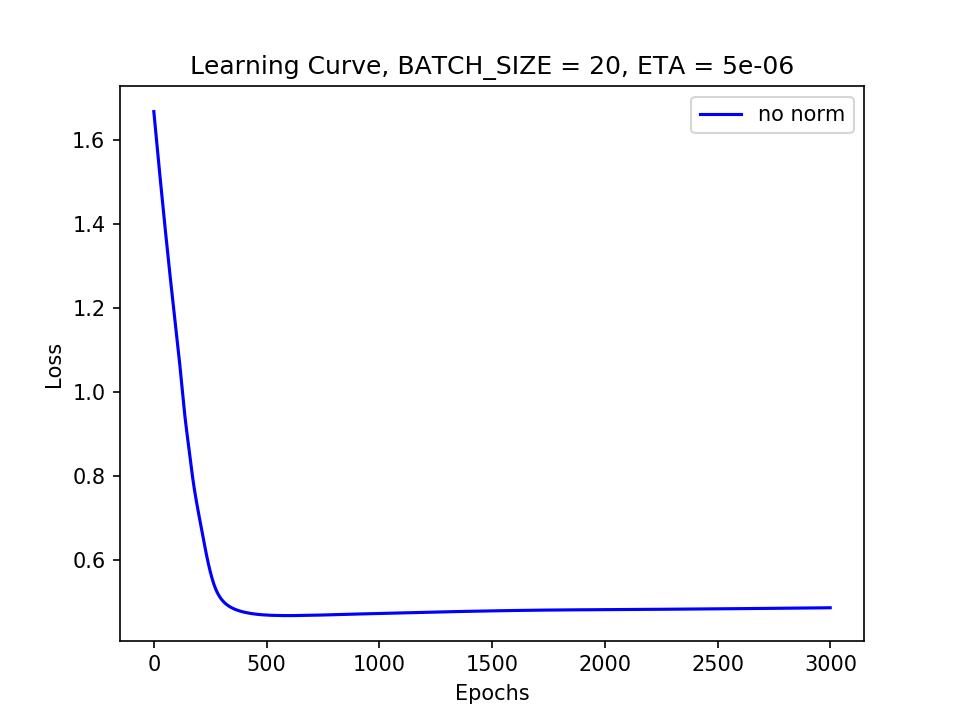 Learning Curve, BATCH_SIZE = 20, ETA = 5e-06
no norm
1.6
1.4
1.2
1.0
0.8
0.6
Loss
0 500 1000 1500 2000 2500 3000
Epochs